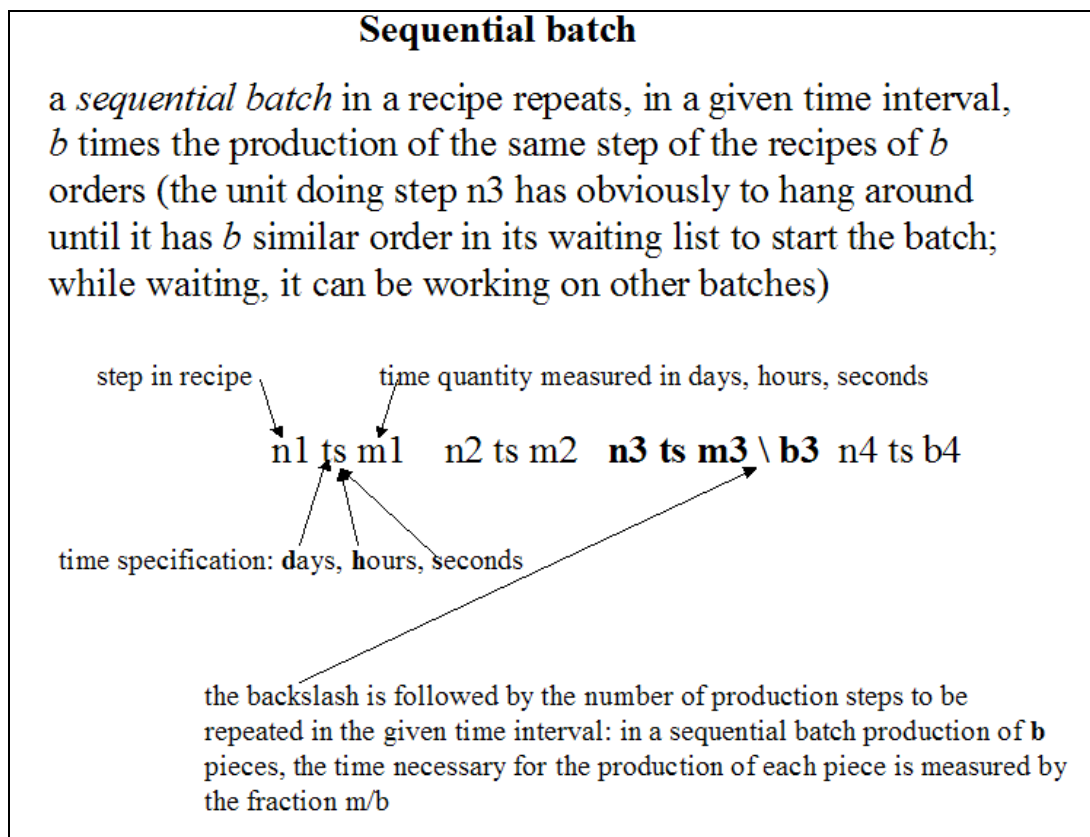 Sequential batch
a sequential batch in a recipe repeats, in a given time interval,
b times the production of the same step of the recipes of b
orders (the unit doing step n3 has obviously to hang around
until it has b similar order in its waiting list to start the batch;
while waiting, it can be working on other batches)
step in recipe
time quantity measured in days, hours, seconds
n1 ts m1 n2 ts m2 n3 ts m3 \ b3 n4 ts b4
time specification: days, hours, seconds
the backslash is followed by the number of production steps to be
repeated in the given time interval: in a sequential batch production of b
pieces, the time necessary for the production of each piece is measured by
the fraction m/b